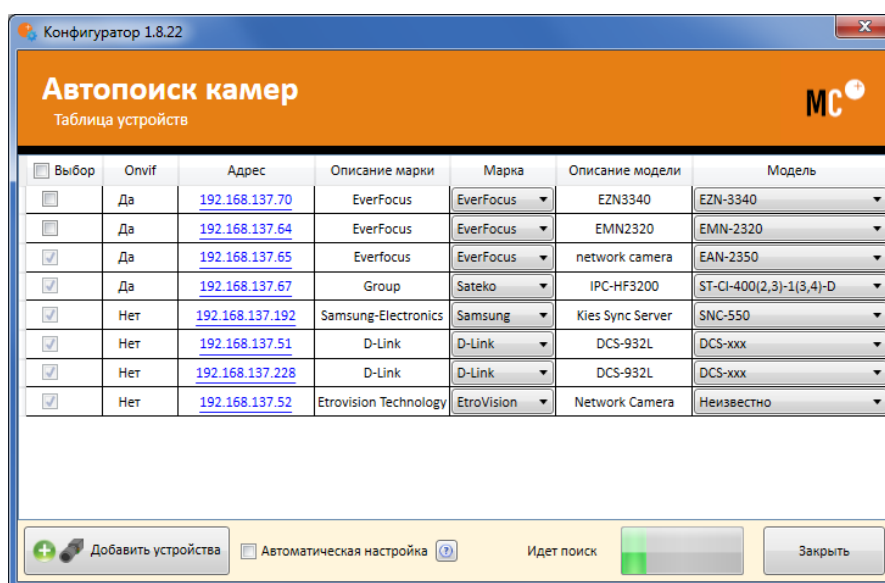 Конфигуратор 1.8.22
Автопоиск камер
Таблица устройств
MC+
Выбор Onvif Адрес Описание марки Марка Описание модели Модель
Да 192.168.137.70 EverFocus EverFocus EZN3340 EZN-3340
Да 192.168.137.64 EverFocus EverFocus EMN2320 EMN-2320
Да 192.168.137.65 Everfocus EverFocus network camera EAN-2350
Да 192.168.137.67 Group Sateko IPC-HF3200 ST-CI-400(2,3)-1(3,4)-D
Нет 192.168.137.192 Samsung-Electronics Samsung Kies Sync Server SNC-550
Нет 192.168.137.51 D-Link D-Link DCS-932L DCS-xxx
Нет 192.168.137.228 D-Link D-Link DCS-932L DCS-xxx
Нет 192.168.137.52 Etrovision Technology EtroVision Network Camera Неизвестно
Добавить устройства Автоматическая настройка ? Идет поиск Закрыть